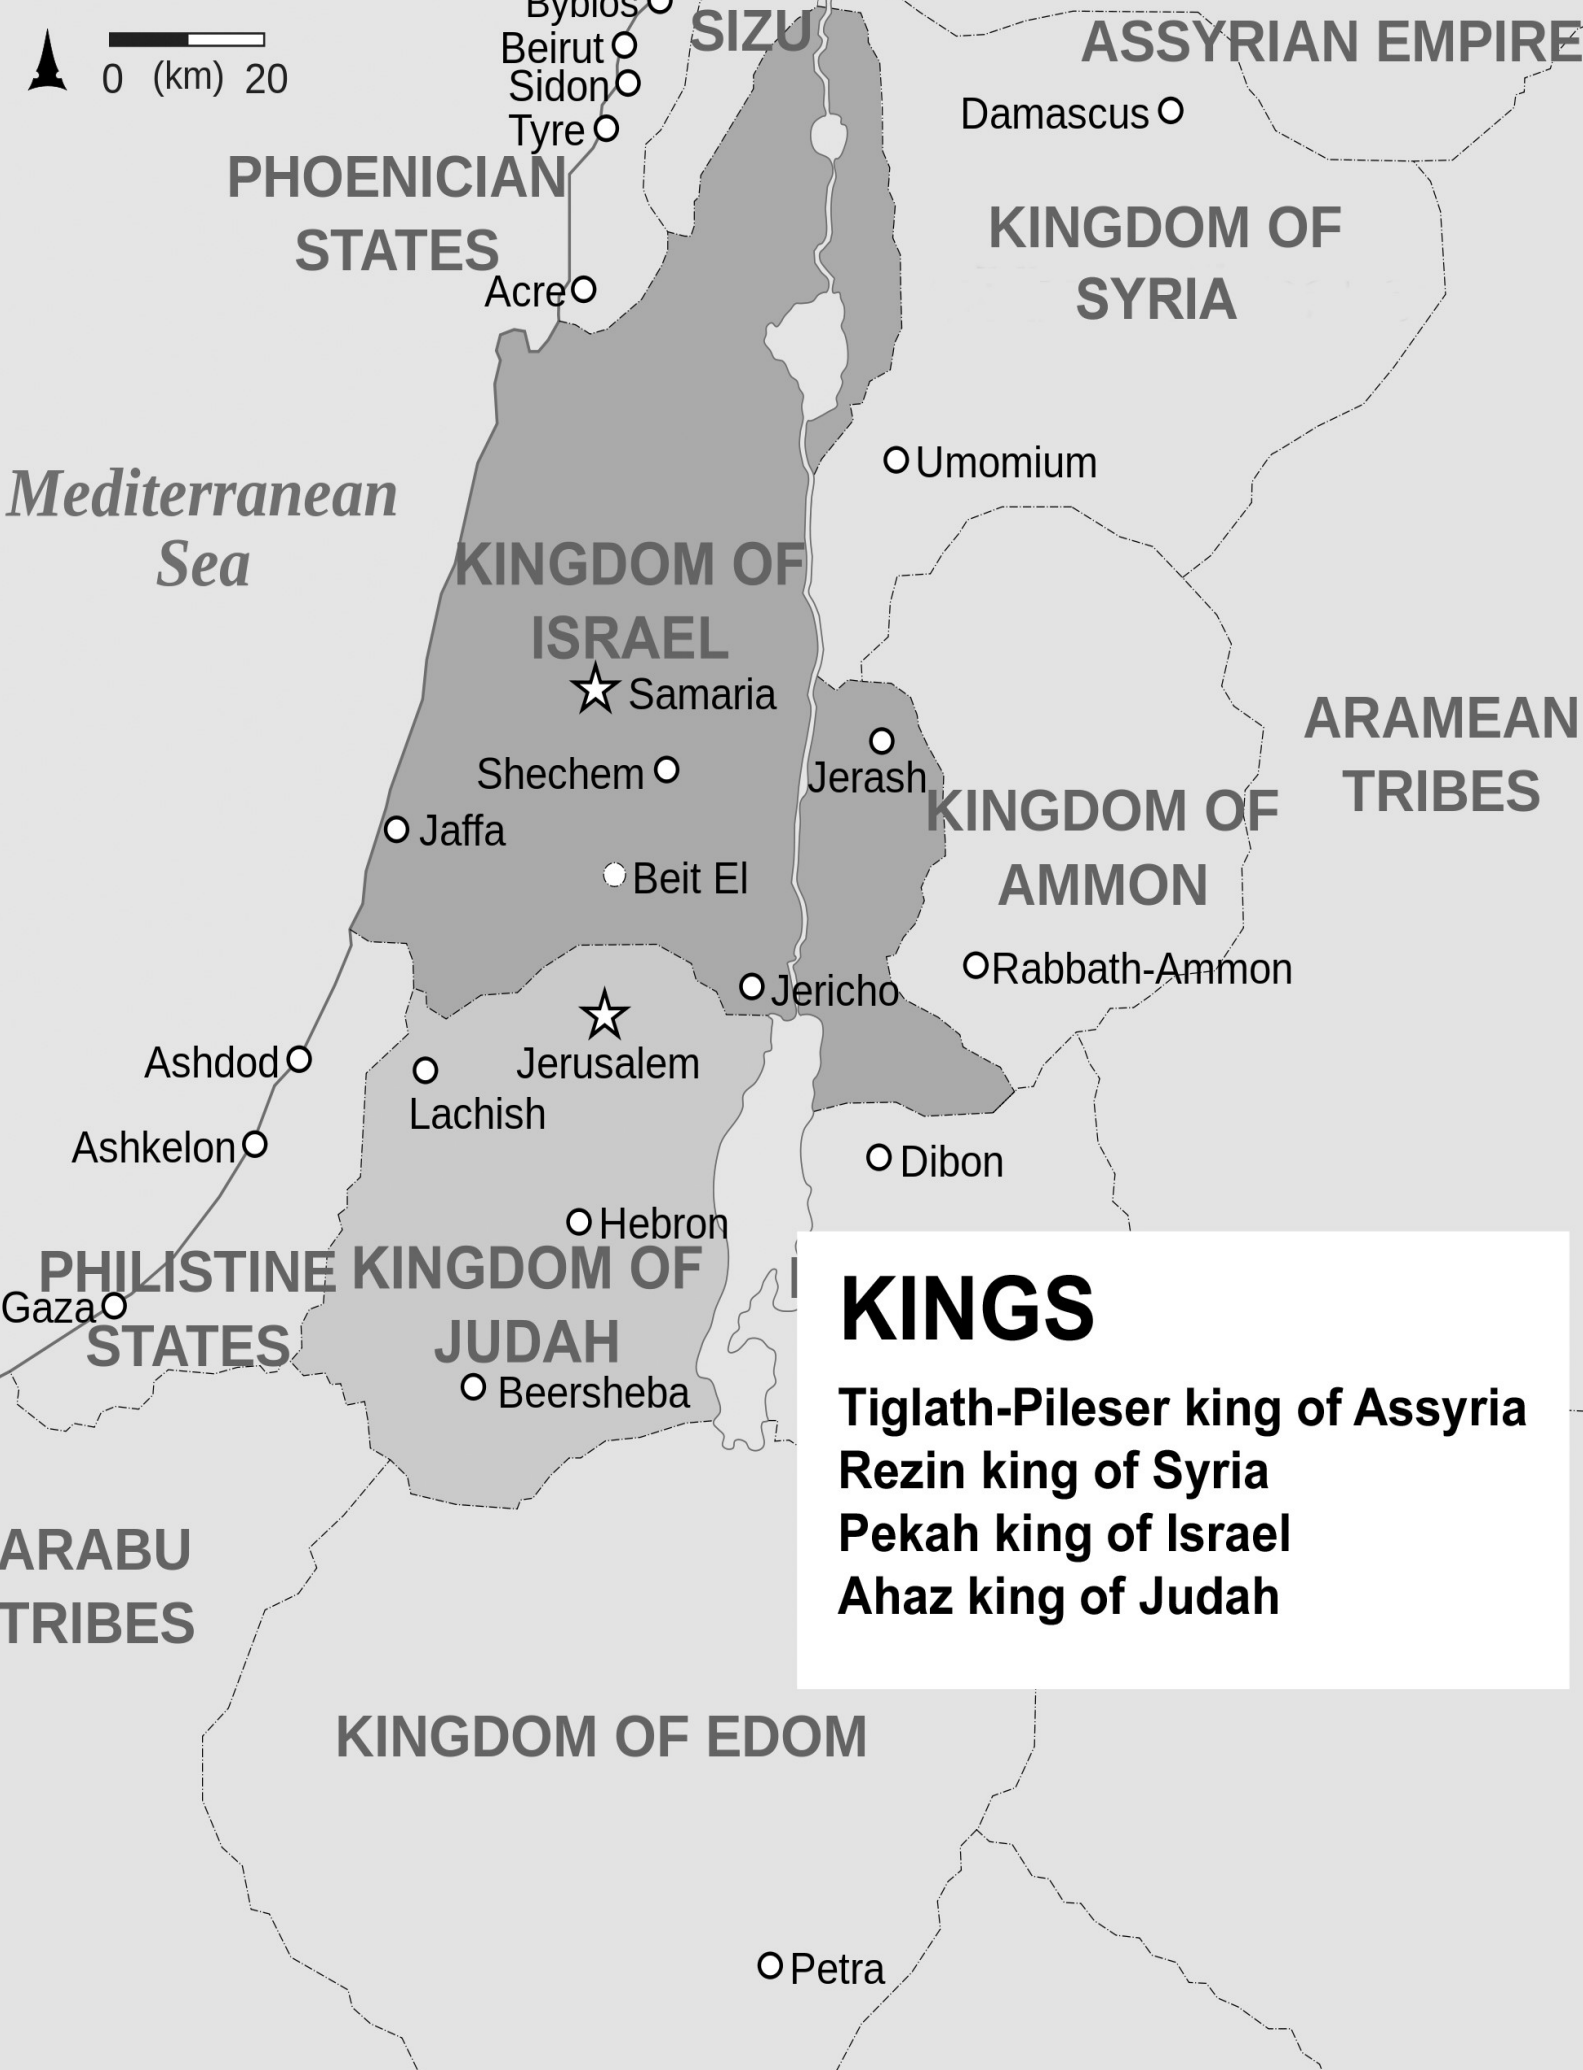 Byblos
SIZU
ASSYRIAN EMPIRE
Beirut
0 (km) 20
Sidon
Damascus
Tyre
PHOENICIAN
STATES
KINGDOM OF
SYRIA
Acre
Umomium
Mediterranean
Sea
KINGDOM OF
ISRAEL
Samaria
ARAMEAN
TRIBES
Shechem
Jerash
Jaffa
KINGDOM OF
AMMON
Beit El
Rabbath-Ammon
Jericho
Ashdod
Jerusalem
Lachish
Ashkelon
Dibon
Hebron
PHILISTINE
STATES
KINGDOM OF
JUDAH
Gaza
Beersheba
KINGS
Tiglath-Pileser king of Assyria
Rezin king of Syria
Pekah king of Israel
Ahaz king of Judah
ARABU
TRIBES
KINGDOM OF EDOM
Petra